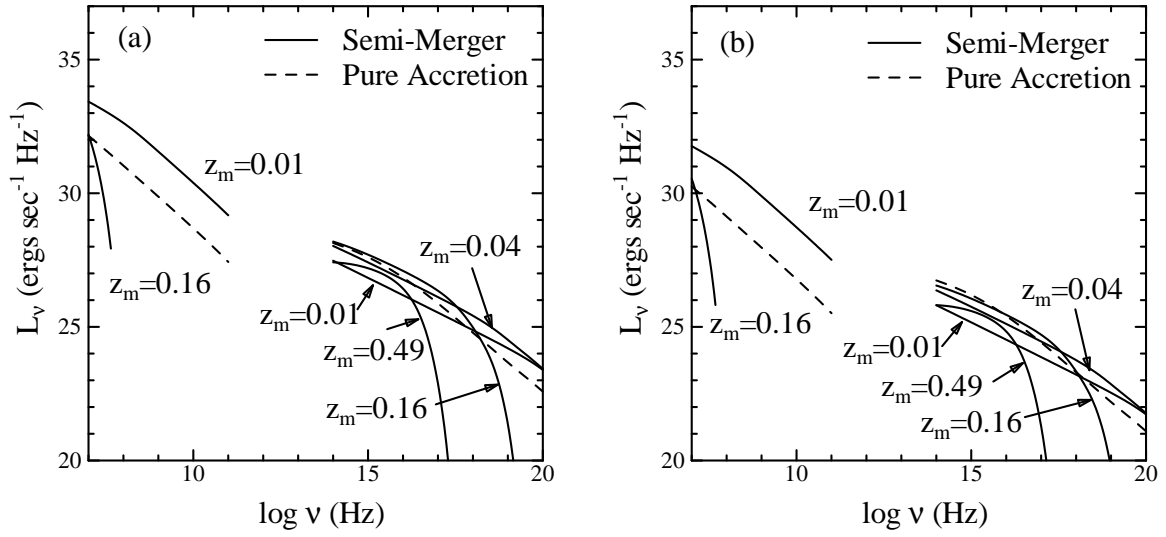 (a)
Semi-Merger
Pure Accretion
35
30
25
20
L_ν (ergs sec^-1 Hz^-1)
z_m=0.01
z_m=0.16
z_m=0.04
z_m=0.01
z_m=0.49
z_m=0.16
10
15
20
log ν (Hz)
(b)
Semi-Merger
Pure Accretion
35
30
25
20
L_ν (ergs sec^-1 Hz^-1)
z_m=0.01
z_m=0.16
z_m=0.04
z_m=0.01
z_m=0.49
z_m=0.16
10
15
20
log ν (Hz)